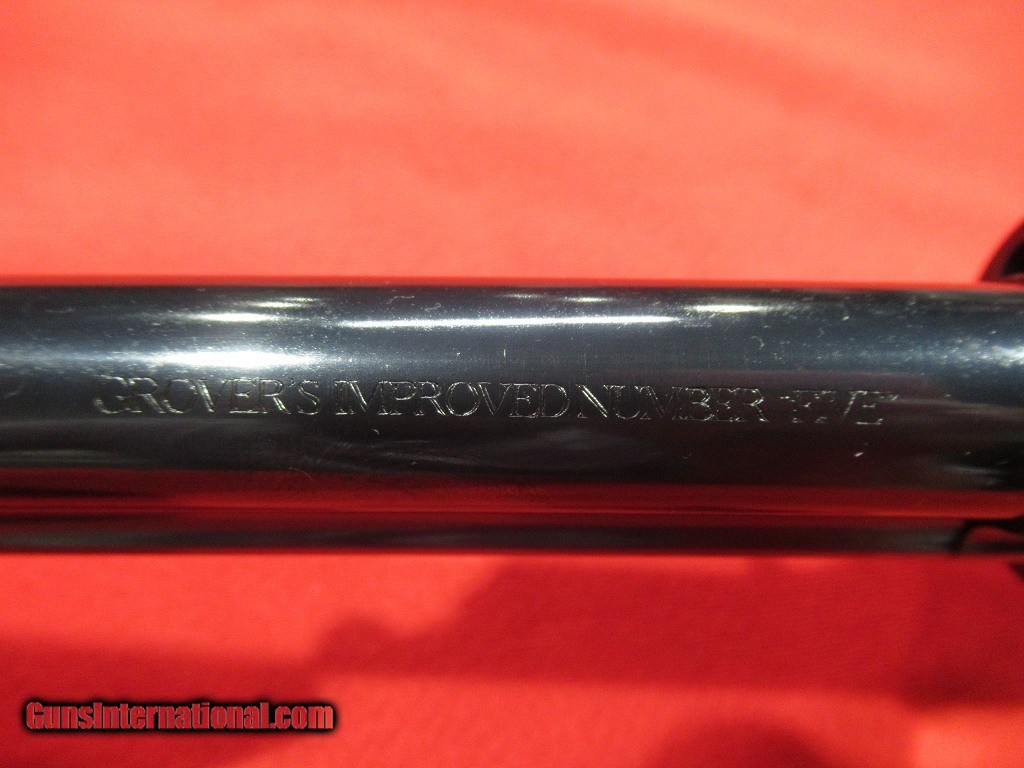 GROVER'S IMPROVED NUMBER "FIVE"
GunsInternational.com